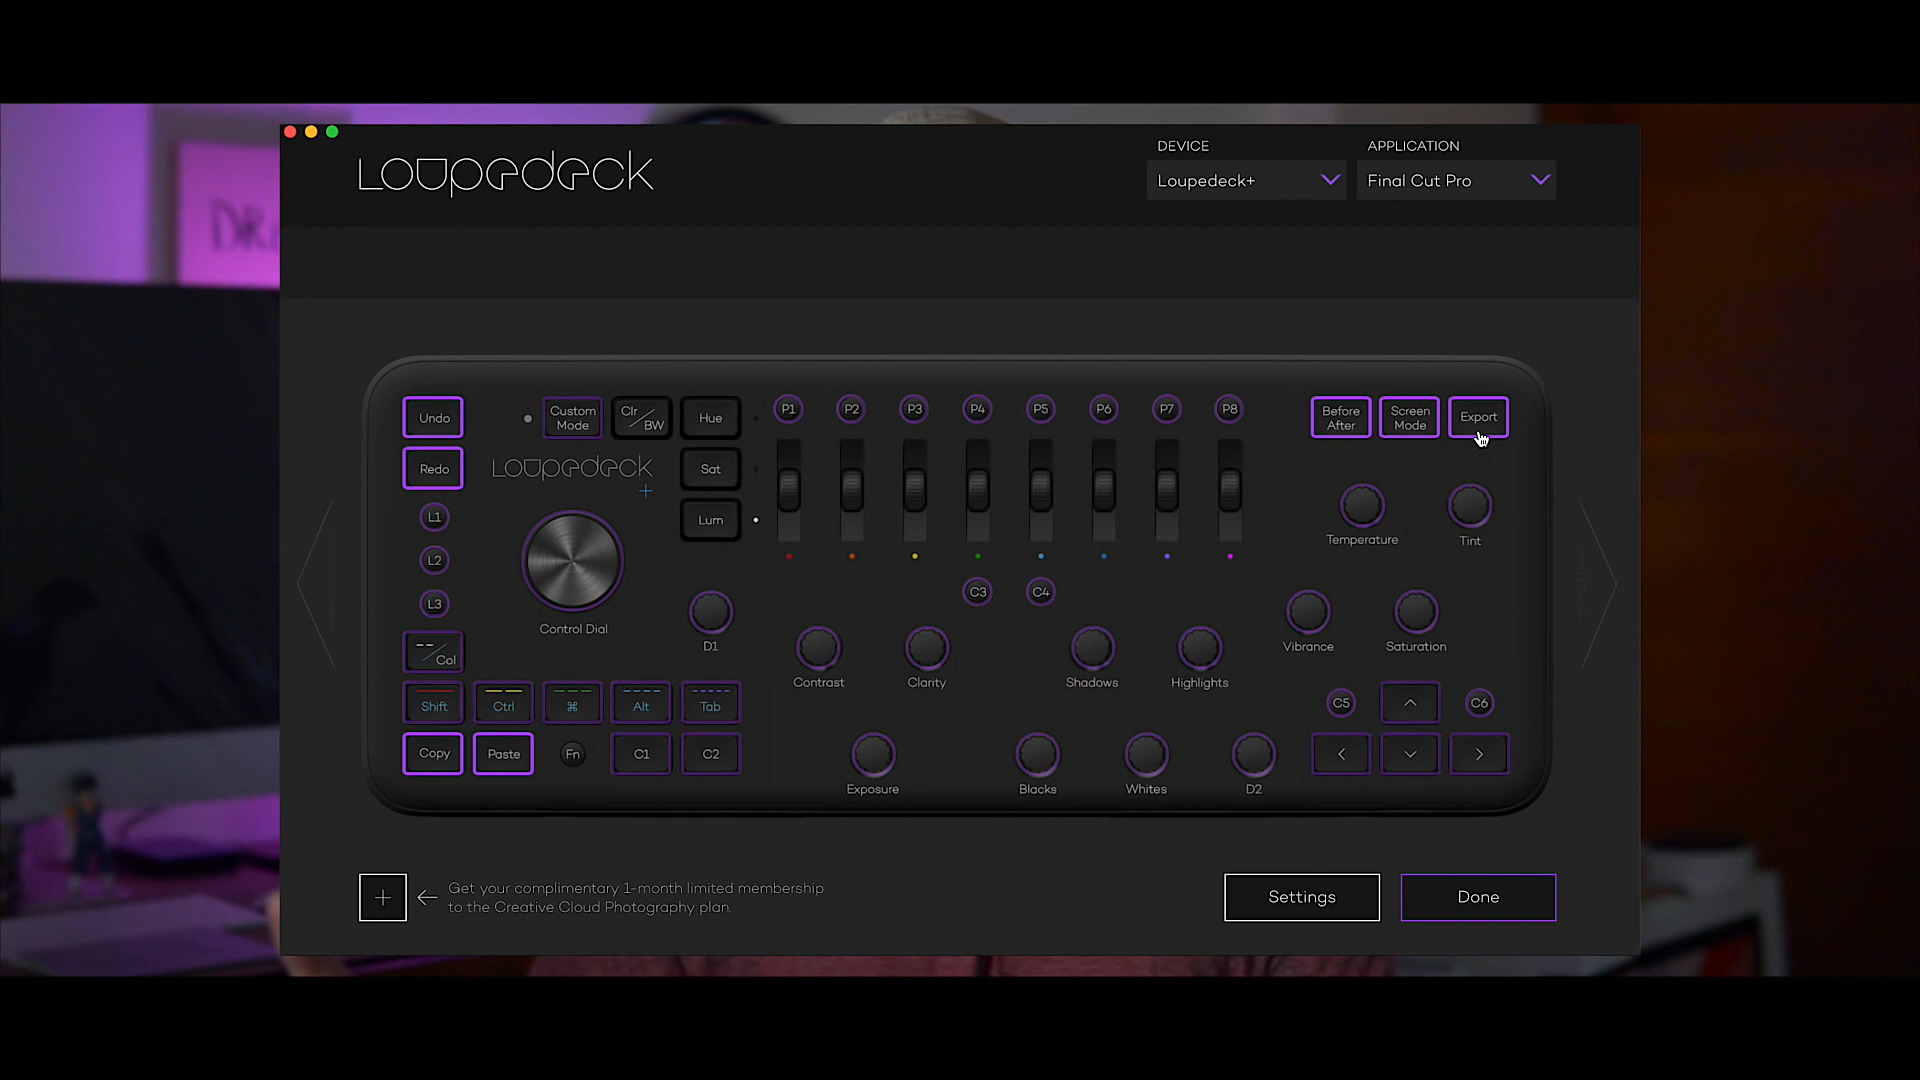 DEVICE
APPLICATION
Loupedeck
Loupedeck+
Final Cut Pro
Undo
Custom
Mode
Clr
BW
Hue
P1
P2
P3
P4
P5
P6
P7
P8
Before
After
Screen
Mode
Export
Redo
Loupedeck
+
Sat
L1
Lum
Temperature
Tint
L2
L3
C3
C4
Control Dial
D1
Vibrance
Saturation
Col
Contrast
Clarity
Shadows
Highlights
Shift
Ctrl
⌘
Alt
Tab
C5
C6
Copy
Paste
Fn
C1
C2
Exposure
Blacks
Whites
D2
Get your complimentary 1-month limited membership
to the Creative Cloud Photography plan.
Settings
Done